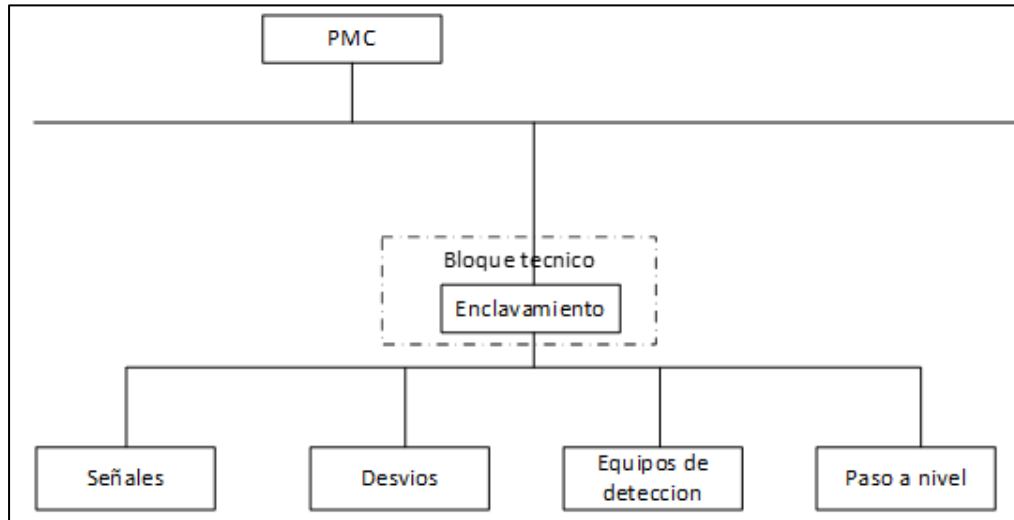 PMC
Bloque tecnico
Enclavamiento
Señales
Desvios
Equipos de
deteccion
Paso a nivel